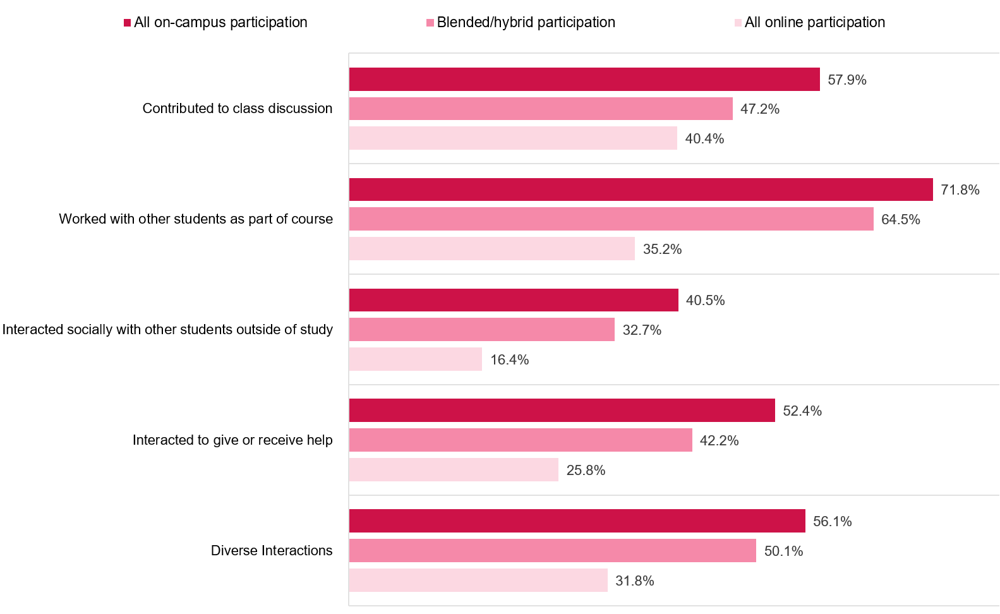 All on-campus participation
Blended/hybrid participation
All online participation
Contributed to class discussion
57.9%
47.2%
40.4%
Worked with other students as part of course
71.8%
64.5%
35.2%
Interacted socially with other students outside of study
40.5%
32.7%
16.4%
Interacted to give or receive help
52.4%
42.2%
25.8%
Diverse Interactions
56.1%
50.1%
31.8%